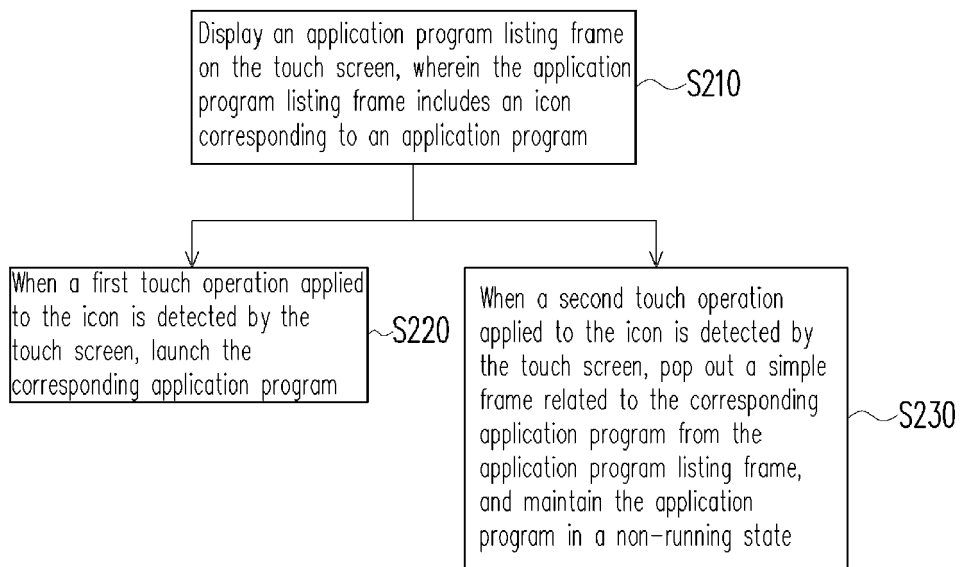 Display an application program listing frame
on the touch screen, wherein the application
program listing frame includes an icon
corresponding to an application program
S210
When a first touch operation applied
to the icon is detected by the
touch screen, launch the
corresponding application program
S220
When a second touch operation
applied to the icon is detected by
the touch screen, pop out a simple
frame related to the corresponding
application program from the
application program listing frame,
and maintain the application
program in a non-running state
S230